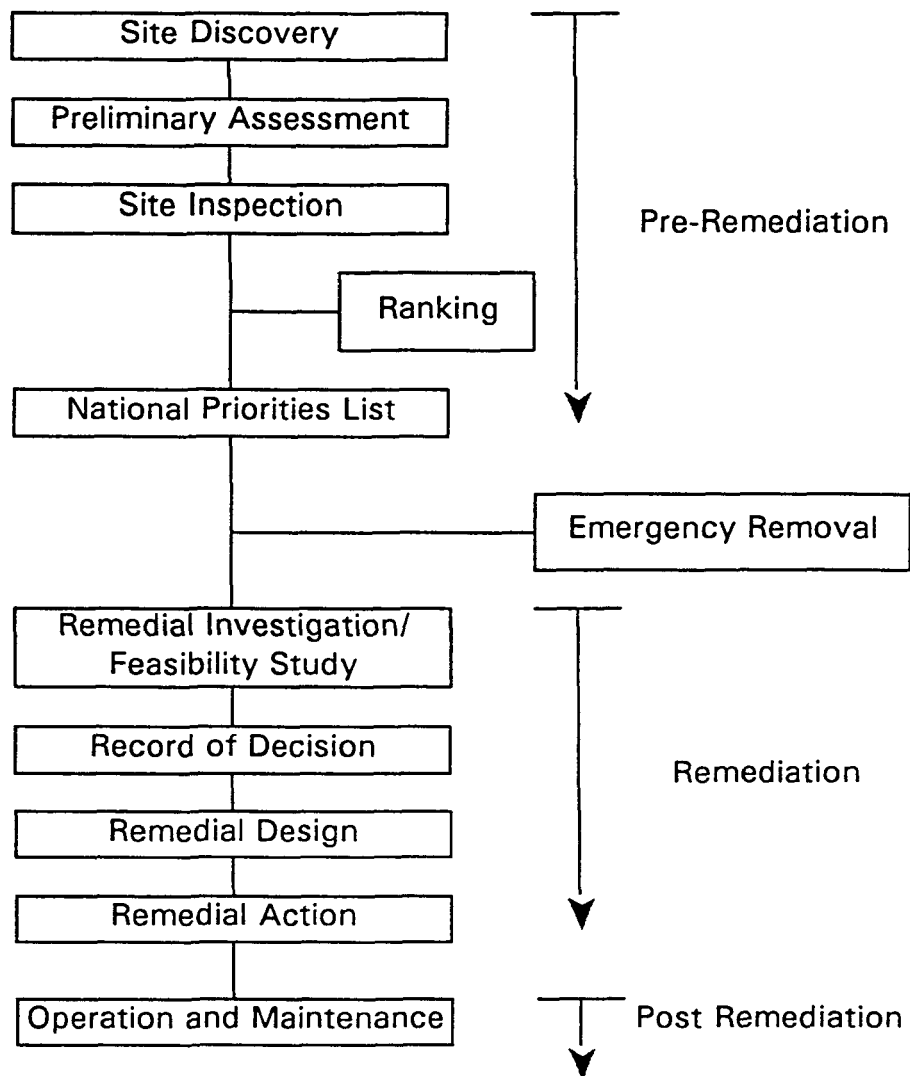 Site Discovery
Preliminary Assessment
Site Inspection
Pre-Remediation
Ranking
National Priorities List
Emergency Removal
Remedial Investigation/
Feasibility Study
Record of Decision
Remediation
Remedial Design
Remedial Action
Operation and Maintenance
Post Remediation